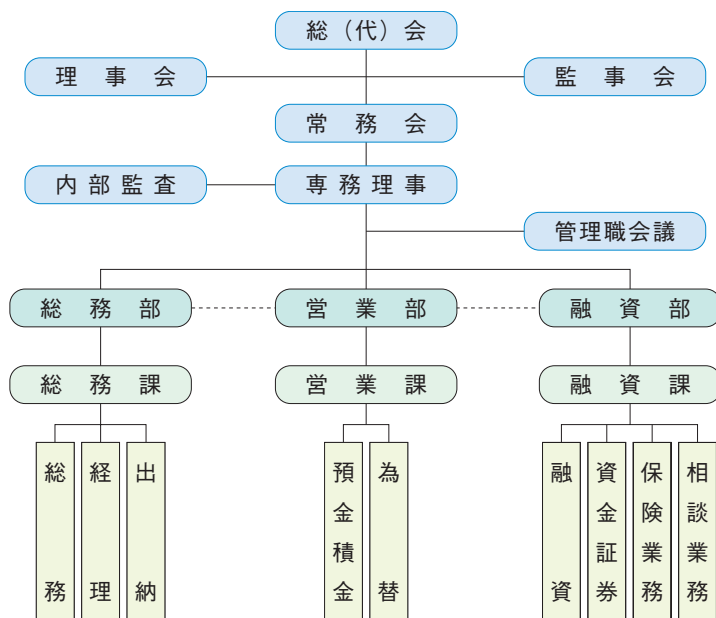 総（代）会
理事会
監事会
常務会
内部監査
専務理事
管理職会議
総務部
営業部
融資部
総務課
営業課
融資課
総務
経理
出納
預金積金
為替
融資
資金証券
保険業務
相談業務